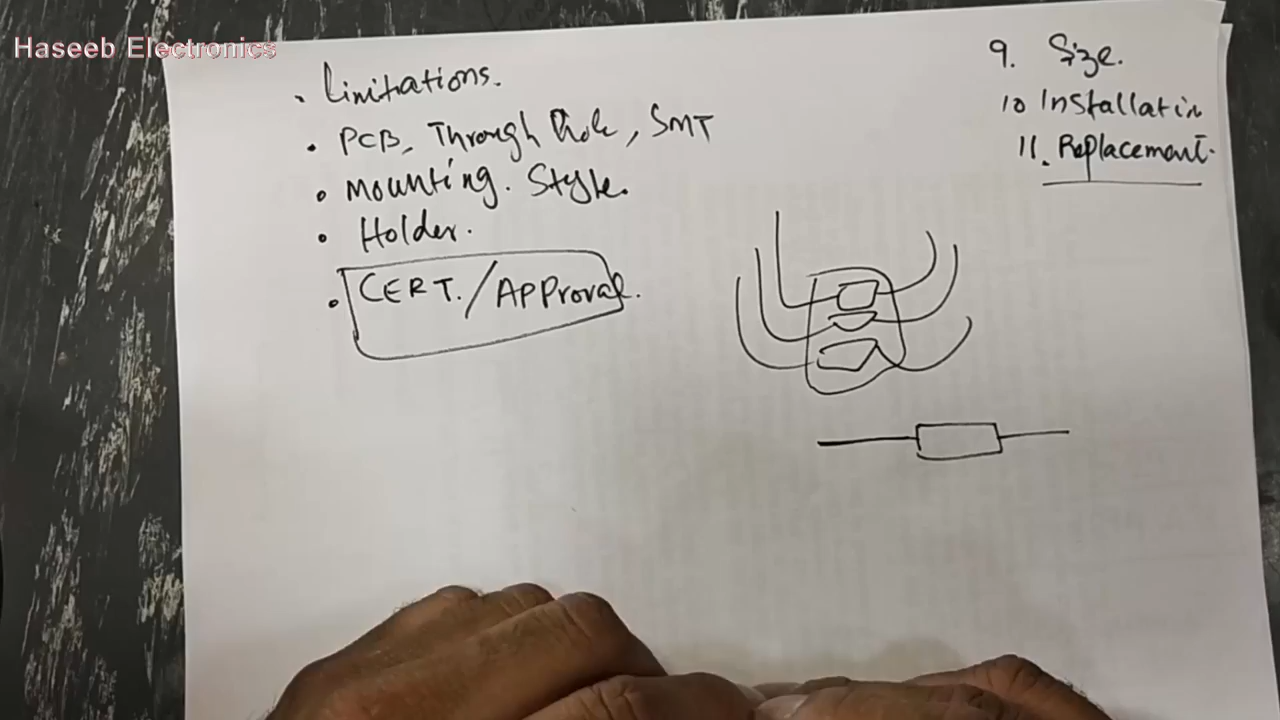 Haseeb Electronics
• Limitations.
• PCB, Through Hole, SMT
• Mounting. Style.
• Holder.
• CERT. / APProval.
9. Size.
10 Installatin
11. Replacement.